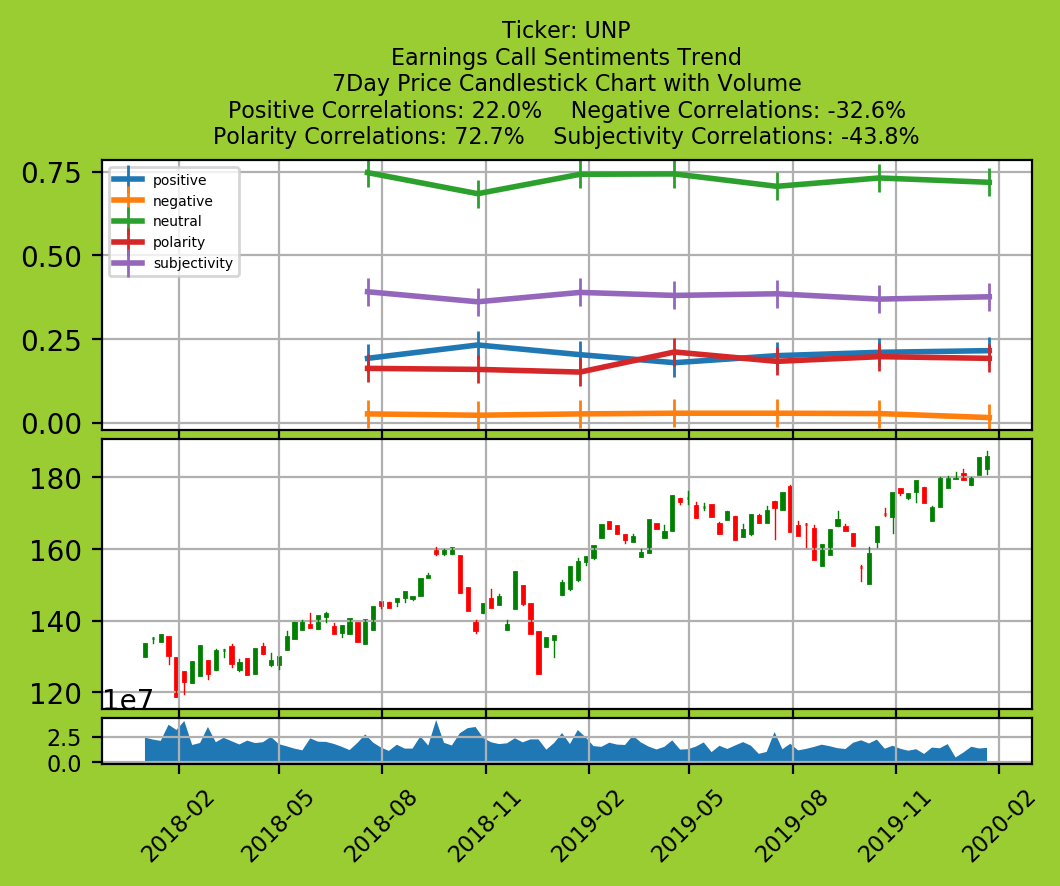 Ticker: UNP
Earnings Call Sentiments Trend
7Day Price Candlestick Chart with Volume
Positive Correlations: 22.0%    Negative Correlations: -32.6%
Polarity Correlations: 72.7%    Subjectivity Correlations: -43.8%
0.75
0.50
0.25
0.00
positive
negative
neutral
polarity
subjectivity
180
160
140
120
1e7
2.5
0.0
2018-02
2018-05
2018-08
2018-11
2019-02
2019-05
2019-08
2019-11
2020-02